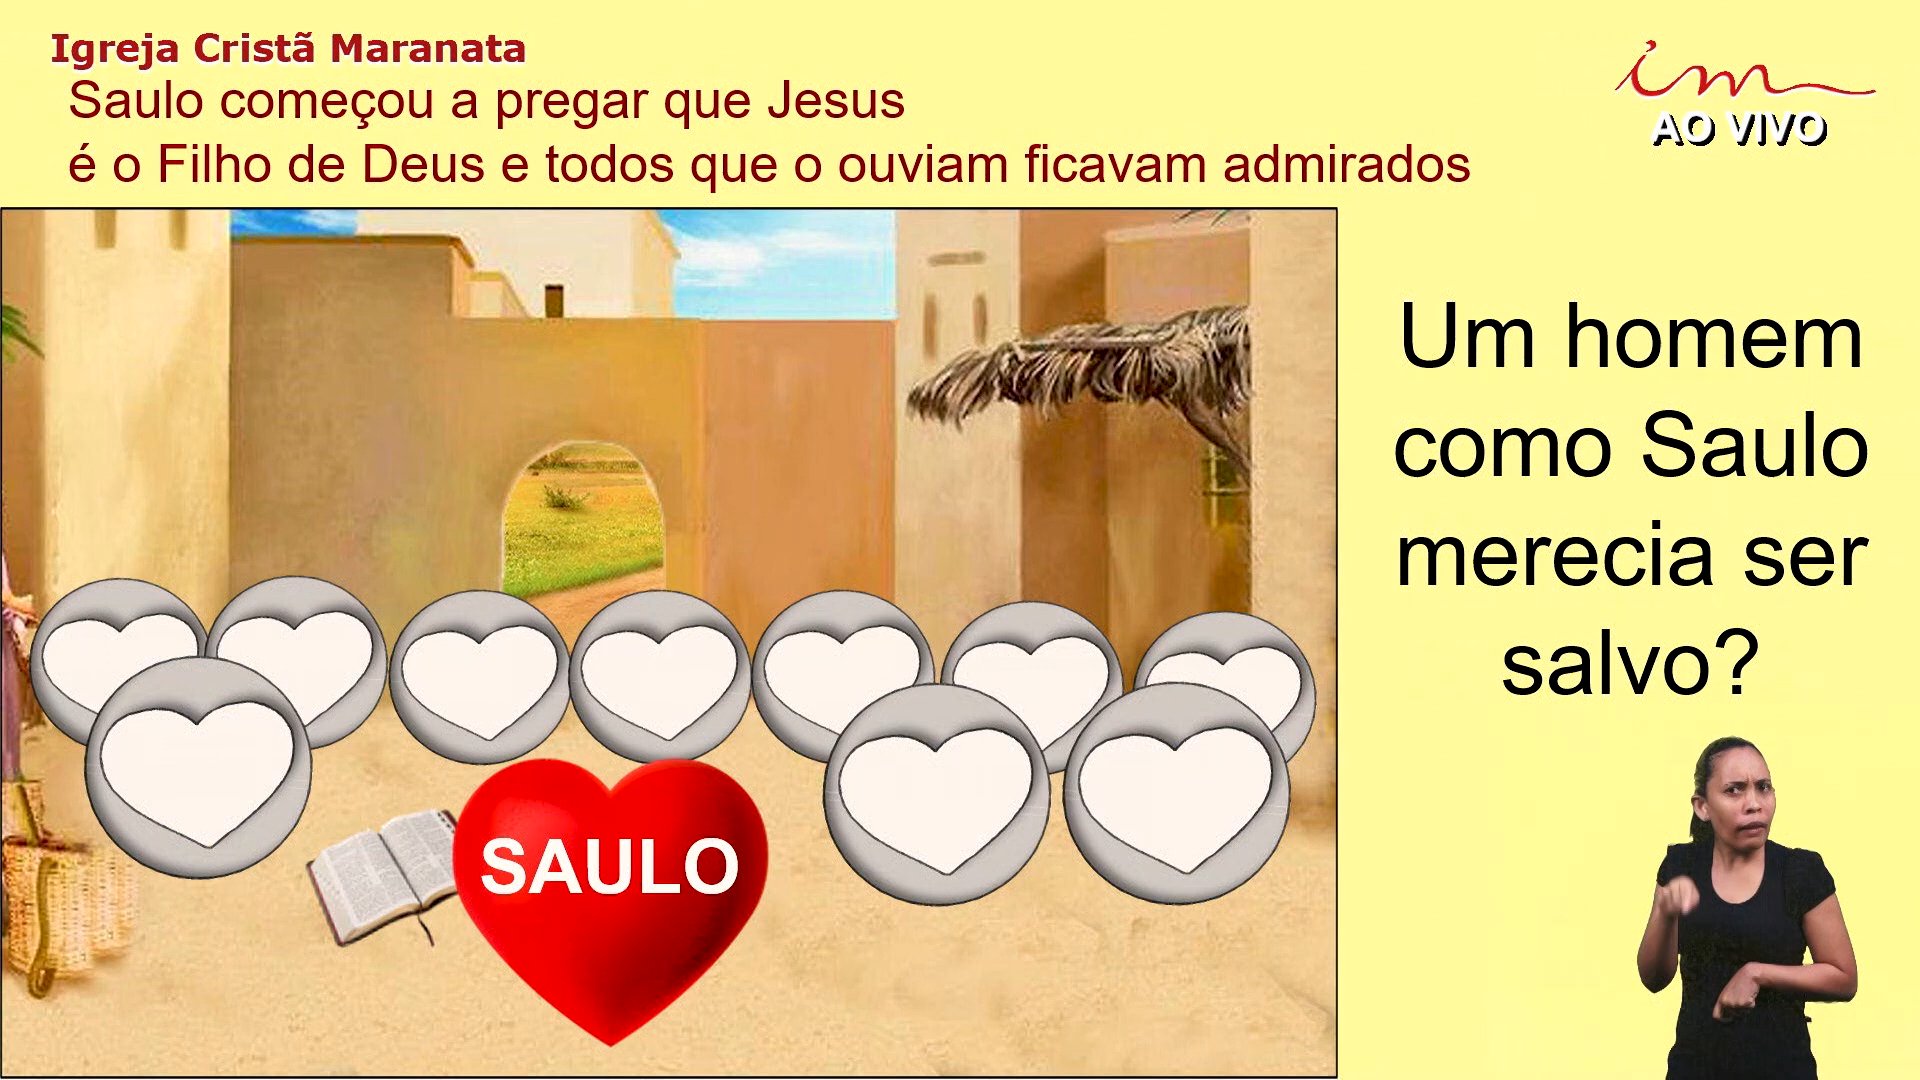 Igreja Cristã Maranata
Saulo começou a pregar que Jesus
é o Filho de Deus e todos que o ouviam ficavam admirados
im
AO VIVO
Um homem
como Saulo
merecia ser
salvo?
SAULO